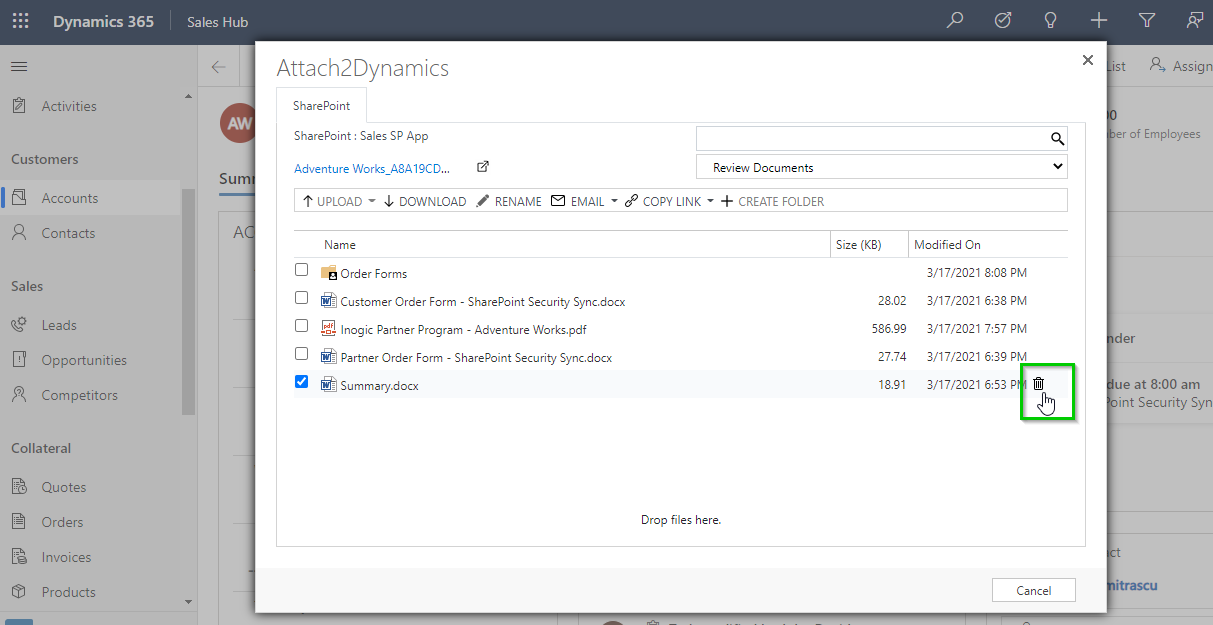 Dynamics 365 Sales Hub
Attach2Dynamics
List Assign
Activities
SharePoint
AW
Customers
SharePoint : Sales SP App
Number of Employees
Accounts
Adventure Works_A8A19CD...
Review Documents
Summ
Contacts
UPLOAD DOWNLOAD RENAME EMAIL COPY LINK CREATE FOLDER
AC
Name Size (KB) Modified On
Sales
Order Forms 3/17/2021 8:08 PM
Customer Order Form - SharePoint Security Sync.docx 28.02 3/17/2021 6:38 PM
Leads
Inogic Partner Program - Adventure Works.pdf 586.99 3/17/2021 7:57 PM
nder
Opportunities
Partner Order Form - SharePoint Security Sync.docx 27.74 3/17/2021 6:39 PM
Summary.docx 18.91 3/17/2021 6:53 PM
due at 8:00 am
Competitors
Point Security Syn
Collateral
Quotes
Orders
Drop files here.
Invoices
act
mitrascu
Products
Cancel